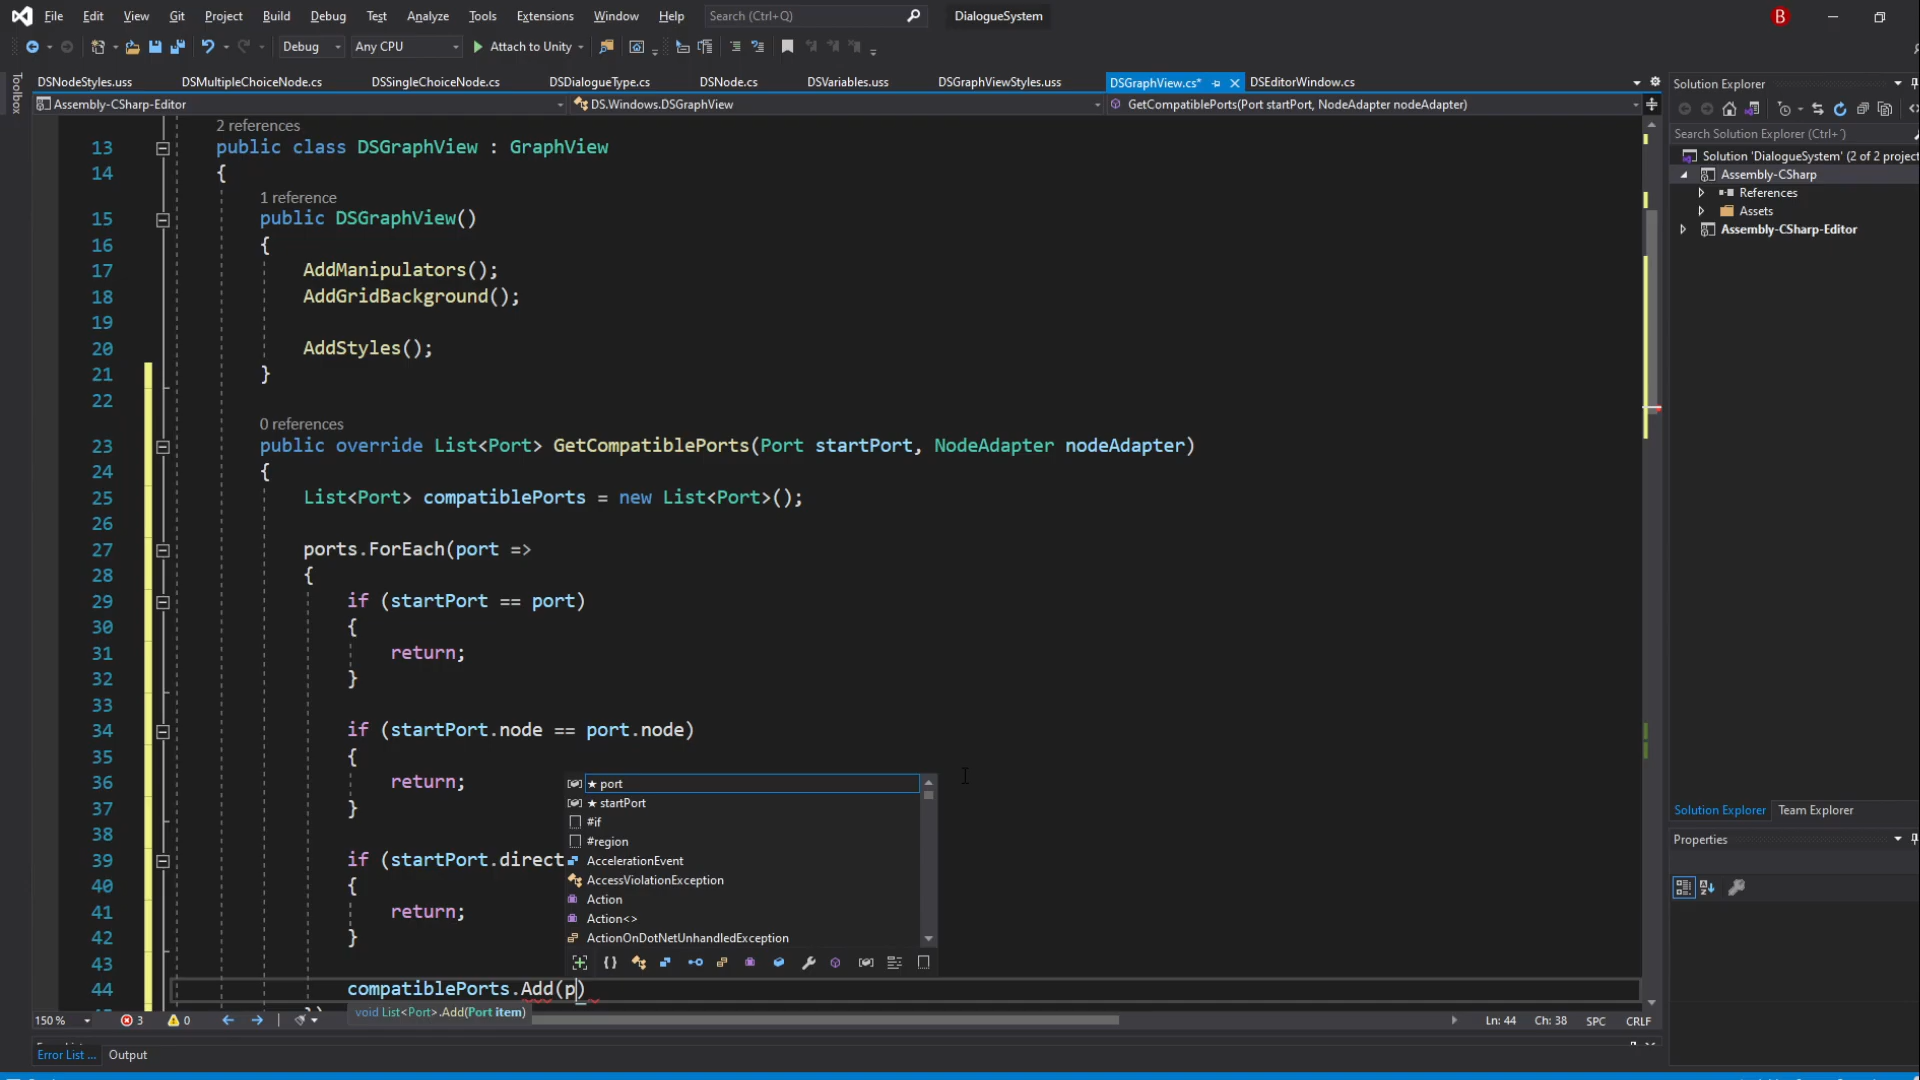 File Edit View Git Project Build Debug Test Analyze Tools Extensions Window Help Search (Ctrl+Q) DialogueSystem B
Debug Any CPU Attach to Unity
Toolbox
DSNodeStyles.uss DSMultipleChoiceNode.cs DSSingleChoiceNode.cs DSDialogueType.cs DSNode.cs DSVariables.uss DSGraphViewStyles.uss DSGraphView.cs* DSEditorWindow.cs
Assembly-CSharp-Editor DS.Windows.DSGraphView GetCompatiblePorts(Port startPort, NodeAdapter nodeAdapter)
2 references
13 public class DSGraphView : GraphView
14 {
1 reference
15 public DSGraphView()
16 {
17 AddManipulators();
18 AddGridBackground();
19
20 AddStyles();
21 }
22
0 references
23 public override List<Port> GetCompatiblePorts(Port startPort, NodeAdapter nodeAdapter)
24 {
25 List<Port> compatiblePorts = new List<Port>();
26
27 ports.ForEach(port =>
28 {
29 if (startPort == port)
30 {
31 return;
32 }
33
34 if (startPort.node == port.node)
35 {
36 return;
37 }
38
39 if (startPort.direct
40 {
41 return;
42 }
43
44 compatiblePorts.Add(p)
★ port
★ startPort
#if
#region
AccelerationEvent
AccessViolationException
Action
Action<>
ActionOnDotNetUnhandledException
void List<Port>.Add(Port item)
150 % 3 0 Ln: 44 Ch: 38 SPC CRLF
Error List ... Output
Solution Explorer
Search Solution Explorer (Ctrl+
Solution 'DialogueSystem' (2 of 2 project
Assembly-CSharp
References
Assets
Assembly-CSharp-Editor
Solution Explorer Team Explorer
Properties